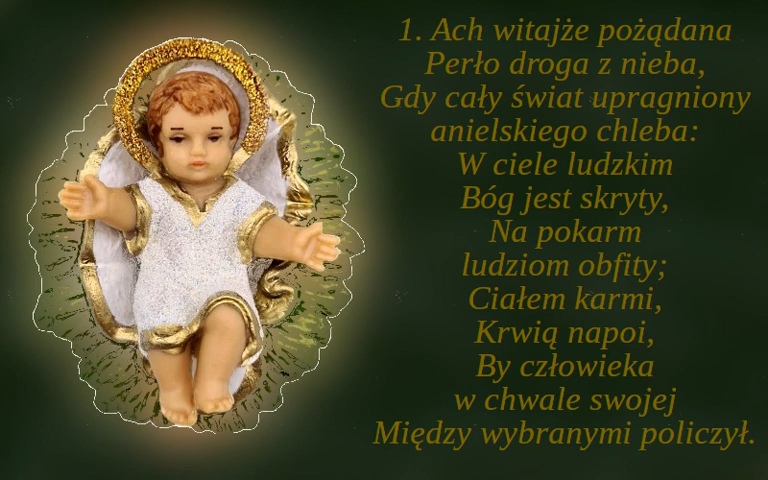 1. Ach witajże pożądana
Perło droga z nieba,
Gdy cały świat upragniony
anielskiego chleba:
W ciele ludzkim
Bóg jest skryty,
Na pokarm
ludziom obfity;
Ciałem karmi,
Krwią napoi,
By człowieka
w chwale swojej
Między wybranymi policzył.